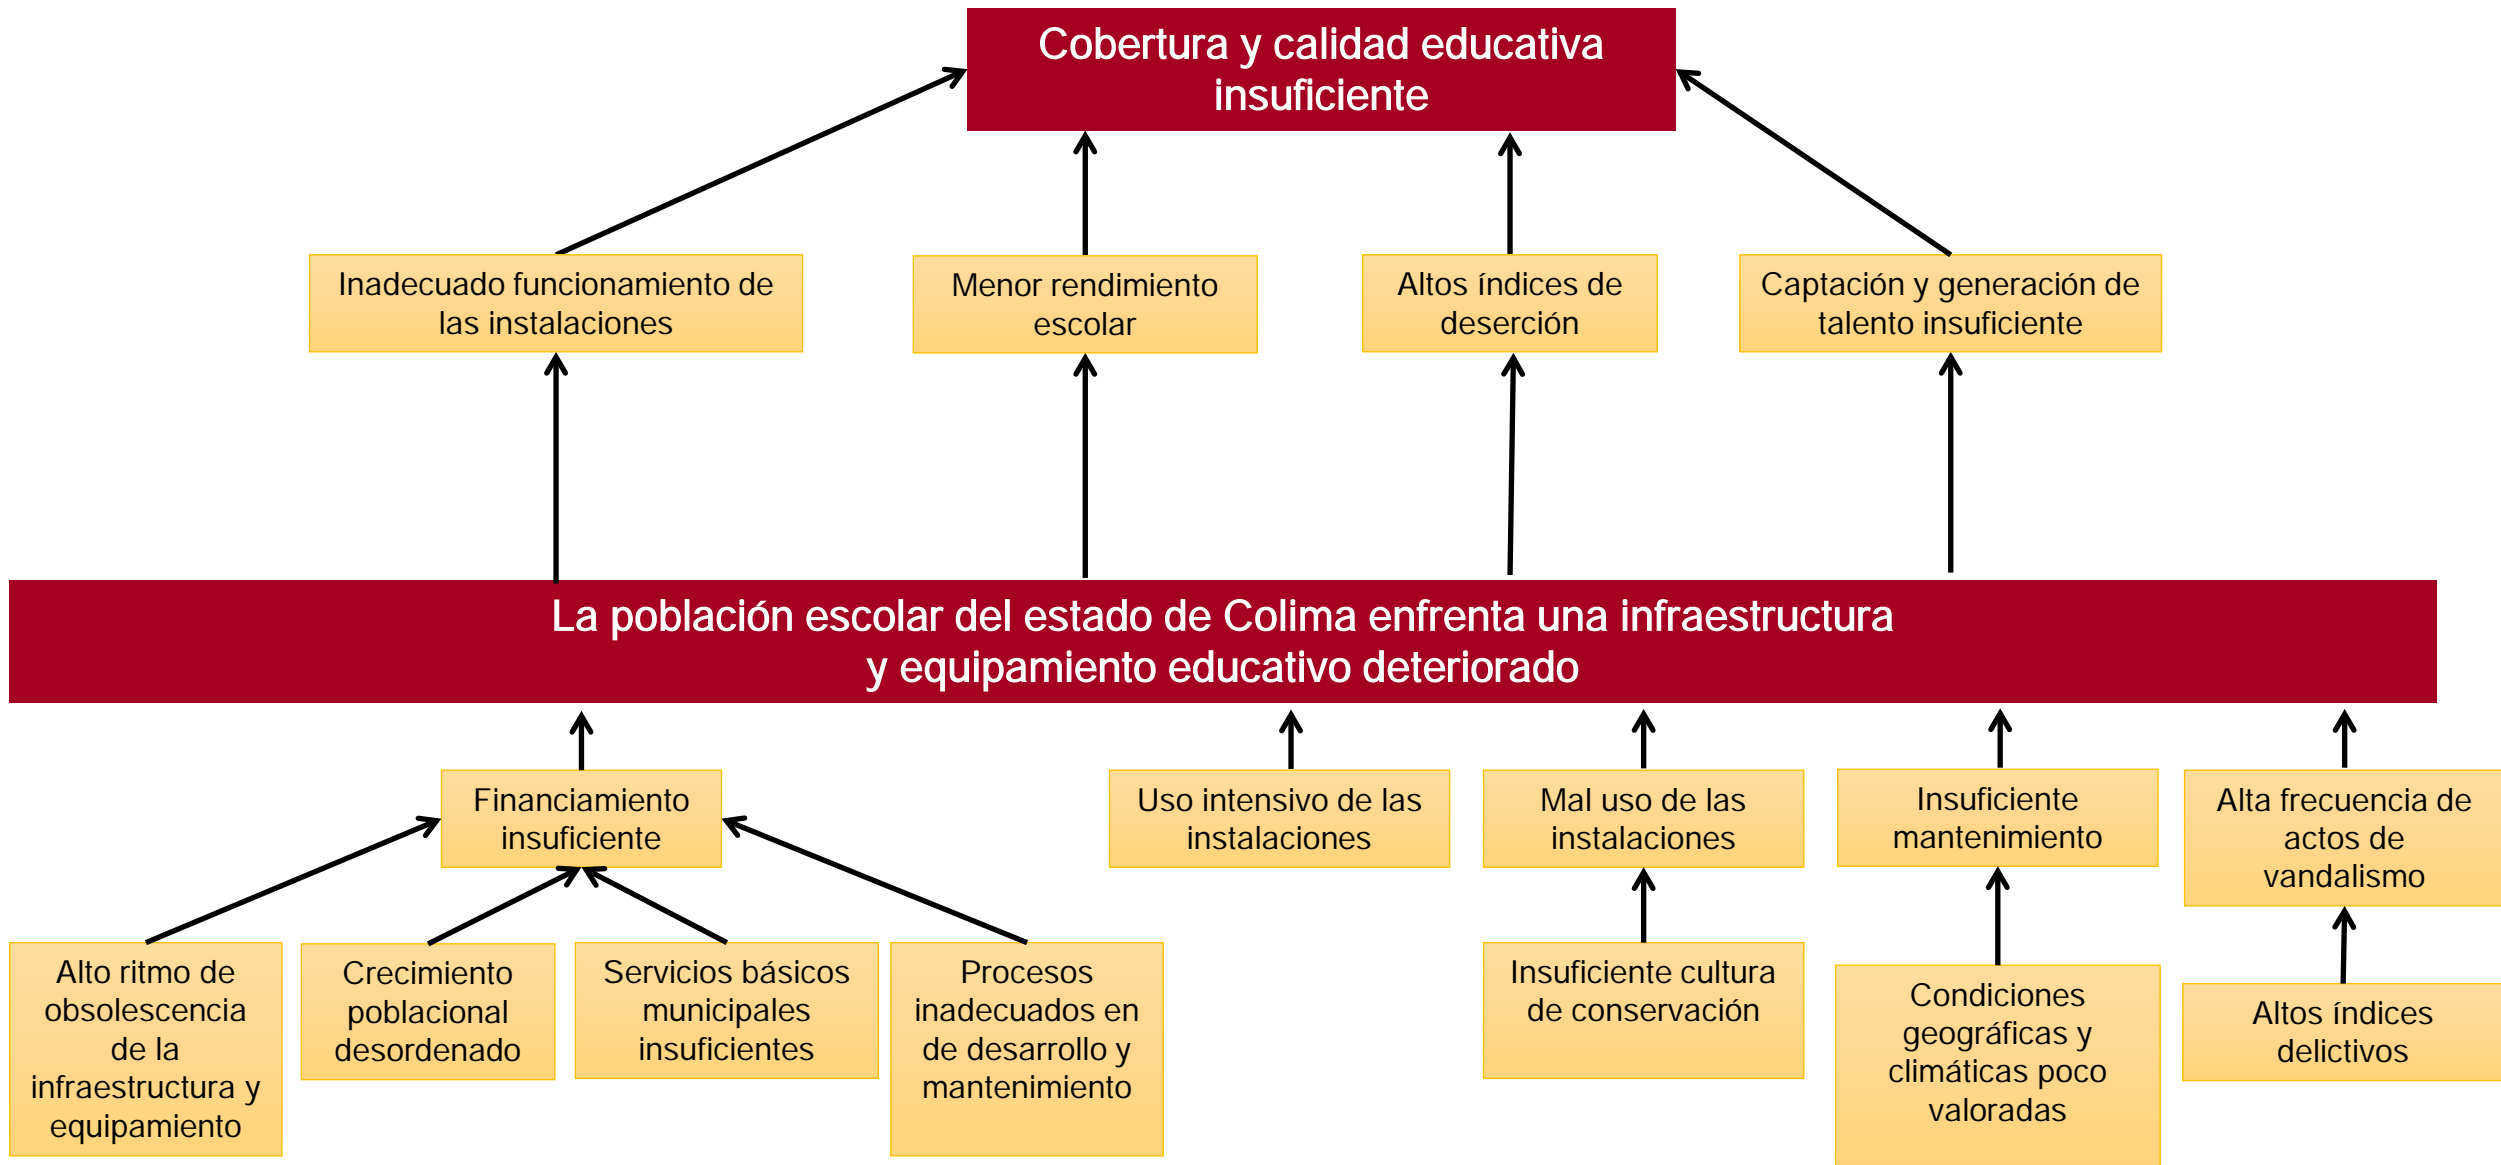 Cobertura y calidad educativa
insuficiente
Inadecuado funcionamiento de
las instalaciones
Menor rendimiento
escolar
Altos índices de
deserción
Captación y generación de
talento insuficiente
La población escolar del estado de Colima enfrenta una infraestructura
y equipamiento educativo deteriorado
Financiamiento
insuficiente
Uso intensivo de las
instalaciones
Mal uso de las
instalaciones
Insuficiente
mantenimiento
Alta frecuencia de
actos de
vandalismo
Alto ritmo de
obsolescencia
de la
infraestructura y
equipamiento
Crecimiento
poblacional
desordenado
Servicios básicos
municipales
insuficientes
Procesos
inadecuados en
de desarrollo y
mantenimiento
Insuficiente cultura
de conservación
Condiciones
geográficas y
climáticas poco
valoradas
Altos índices
delictivos